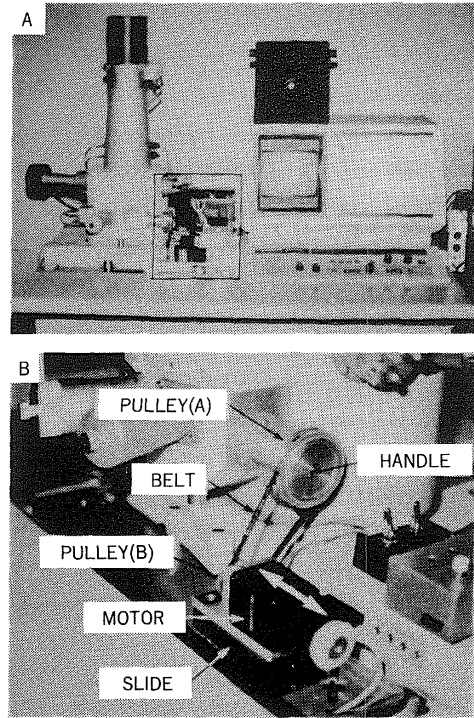 A
B
PULLEY(A)
HANDLE
BELT
PULLEY(B)
MOTOR
SLIDE